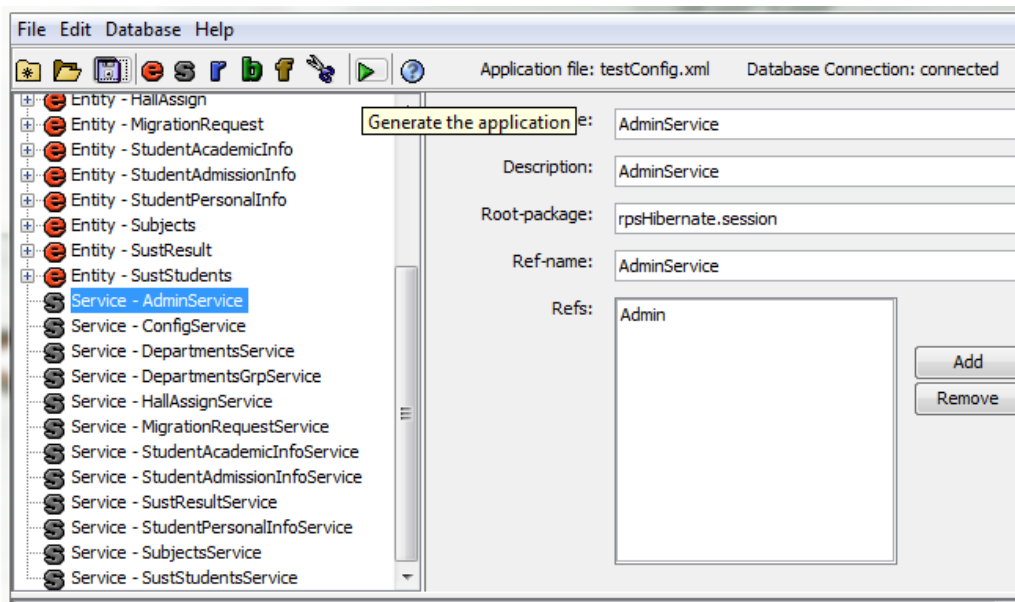 File Edit Database Help
e s r b f ? Application file: testConfig.xml Database Connection: connected
Entity - HallAssign
Entity - MigrationRequest
Entity - StudentAcademicInfo
Entity - StudentAdmissionInfo
Entity - StudentPersonalInfo
Entity - Subjects
Entity - SustResult
Entity - SustStudents
Service - AdminService
Service - ConfigService
Service - DepartmentsService
Service - DepartmentsGrpService
Service - HallAssignService
Service - MigrationRequestService
Service - StudentAcademicInfoService
Service - StudentAdmissionInfoService
Service - SustResultService
Service - StudentPersonalInfoService
Service - SubjectsService
Service - SustStudentsService
Generate the application
e: AdminService
Description: AdminService
Root-package: rpsHibernate.session
Ref-name: AdminService
Refs: Admin
Add
Remove